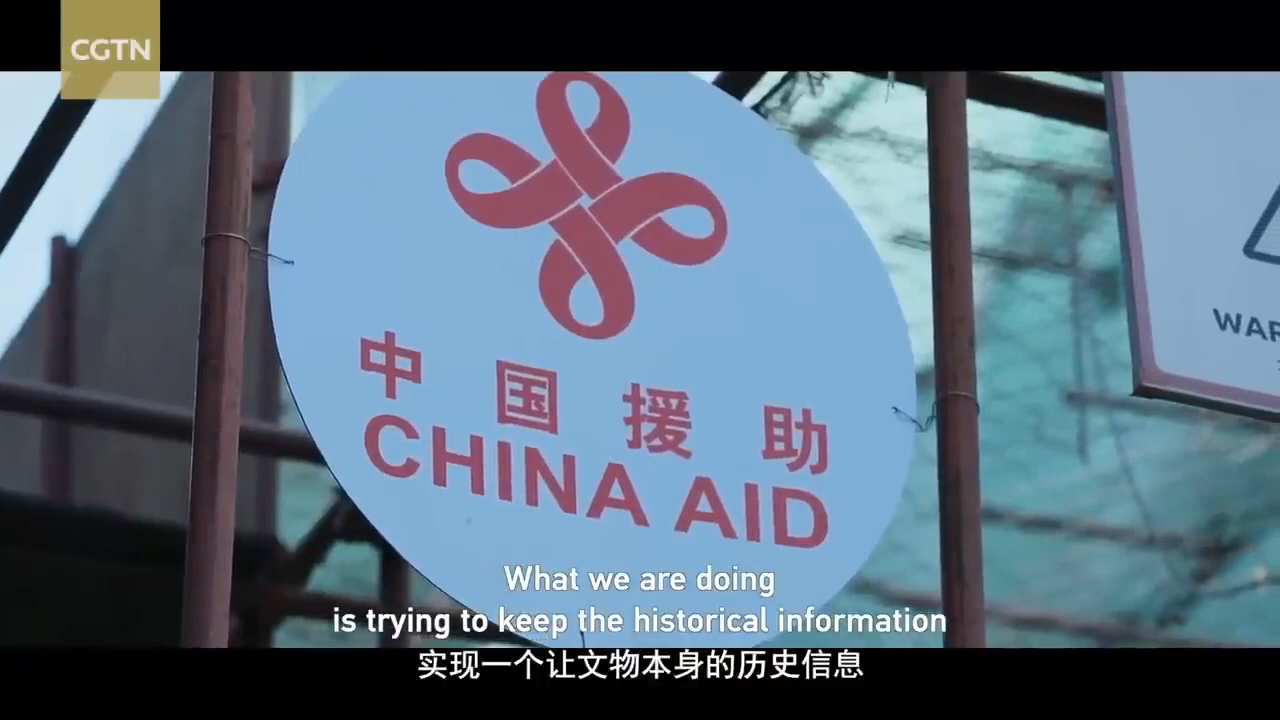 CGTN
中国援助
CHINA AID
WAR
What we are doing
is trying to keep the historical information
实现一个让文物本身的历史信息